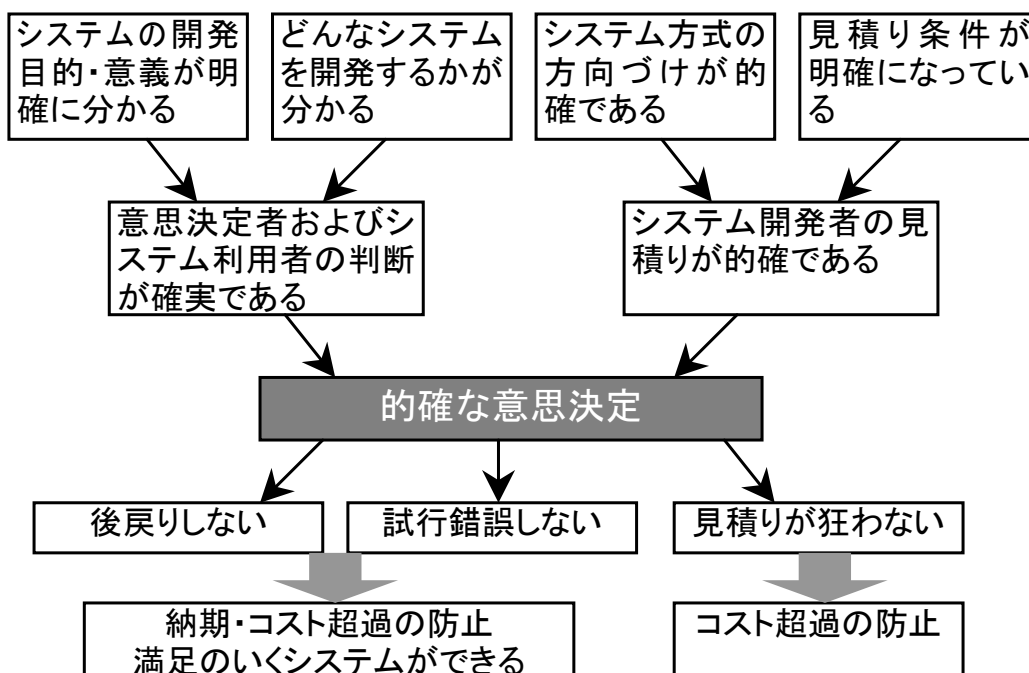 システムの開発
目的・意義が明
確に分かる
どんなシステム
を開発するかが
分かる
システム方式の
方向づけが的
確である
見積り条件が
明確になってい
る
意思決定者およびシ
ステム利用者の判断
が確実である
システム開発者の見
積りが的確である
的確な意思決定
後戻りしない
試行錯誤しない
見積りが狂わない
納期・コスト超過の防止
満足のいくシステムができる
コスト超過の防止